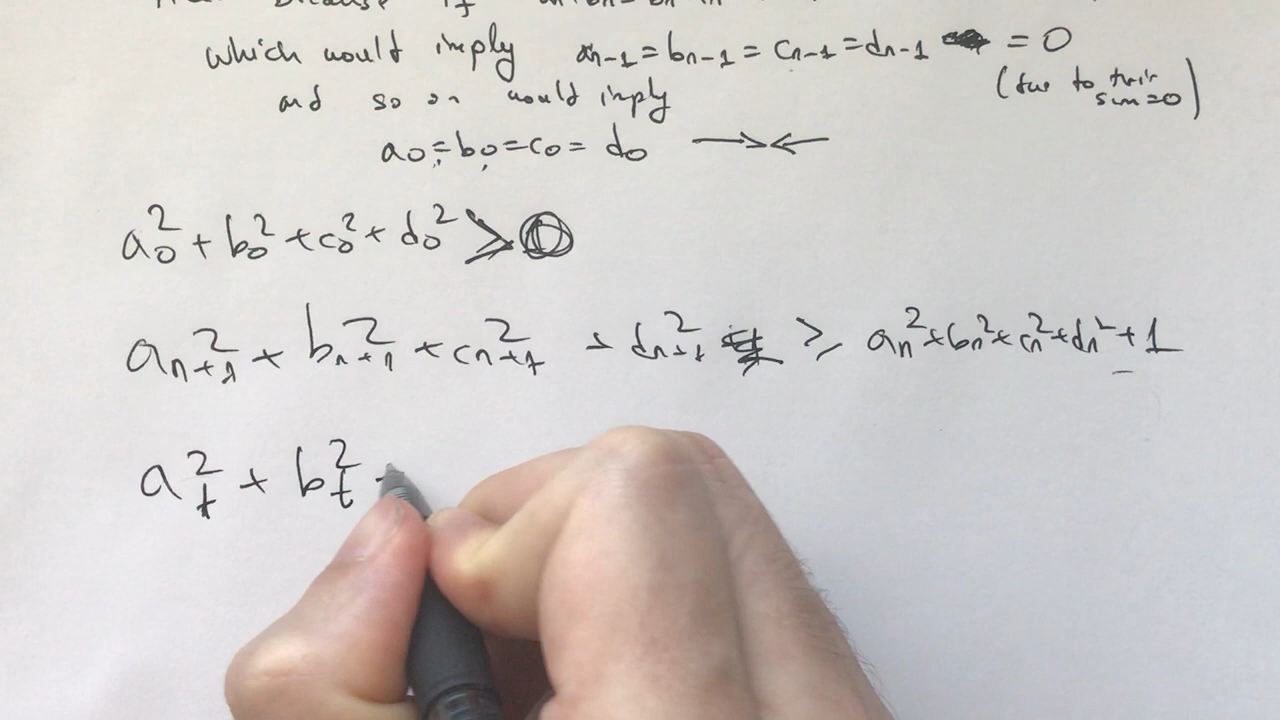 because if
which would imply an-1 = bn-1 = cn-1 = dn-1 = 0
and so on would imply (due to their sum=0)
a0 = b0 = c0 = d0 →←
a0² + b0² + c0² + d0² ≥ 0
an+1² + bn+1² + cn+1² + dn+1² ≥ an² + bn² + cn² + dn² + 1
at² + bt² +